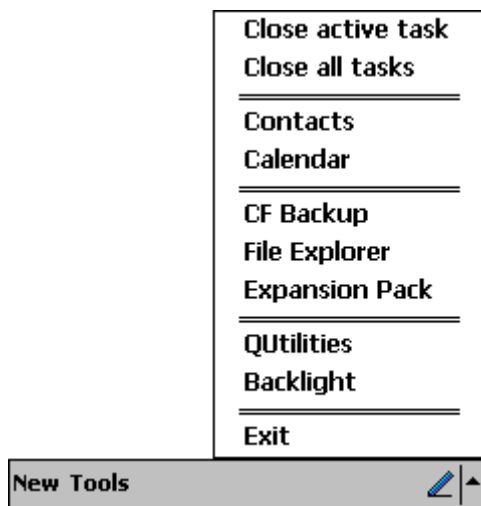 Close active task
Close all tasks
Contacts
Calendar
CF Backup
File Explorer
Expansion Pack
QUtilities
Backlight
Exit
New Tools